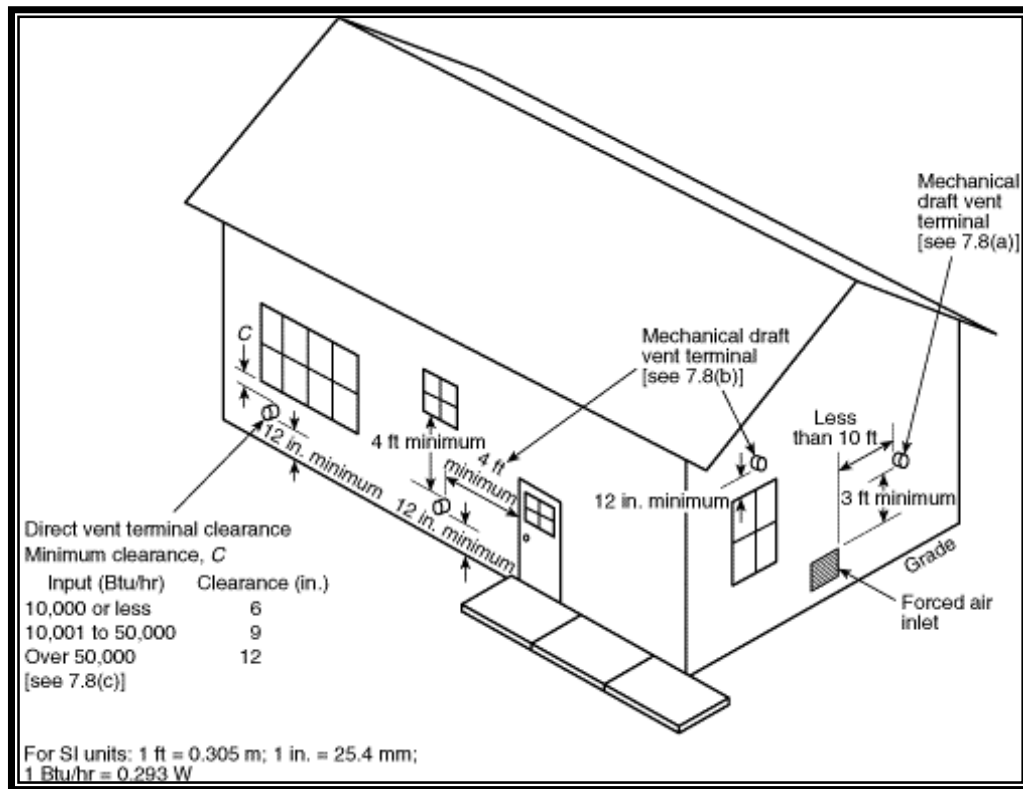 Mechanical
draft vent
terminal
[see 7.8(a)]
Mechanical draft
vent terminal
[see 7.8(b)]
C
Less
than 10 ft
4 ft minimum
4 ft
minimum
12 in. minimum
3 ft minimum
12 in. minimum
12 in. minimum
Grade
Forced air
inlet
Direct vent terminal clearance
Minimum clearance, C
Input (Btu/hr) Clearance (in.)
10,000 or less 6
10,001 to 50,000 9
Over 50,000 12
[see 7.8(c)]
For SI units: 1 ft = 0.305 m; 1 in. = 25.4 mm;
1 Btu/hr = 0.293 W